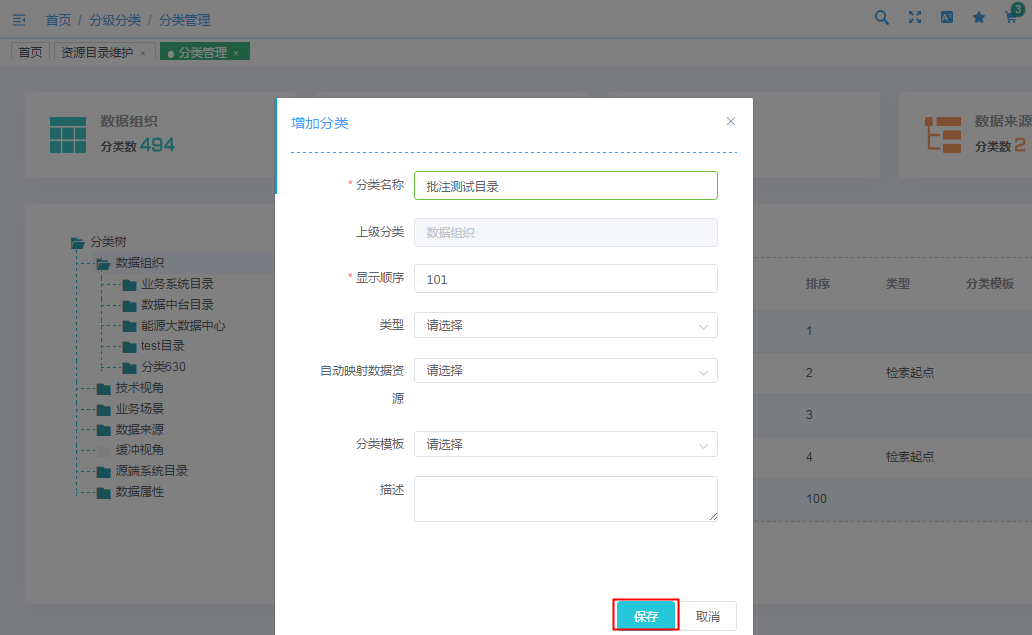 首页 / 分级分类 / 分类管理
3
首页 资源目录维护 × 分类管理 ×
数据组织
分类数 494
数据来源
分类数 2
增加分类
* 分类名称 批注测试目录
上级分类 数据组织
* 显示顺序 101
类型 请选择
自动映射数据资源 请选择
分类模板 请选择
描述
保存 取消
分类树
数据组织
业务系统目录
数据中台目录
能源大数据中心
test目录
分类630
技术视角
业务场景
数据来源
缓冲视角
源端系统目录
数据属性
排序 类型 分类模板
1
2 检索起点
3
4 检索起点
100